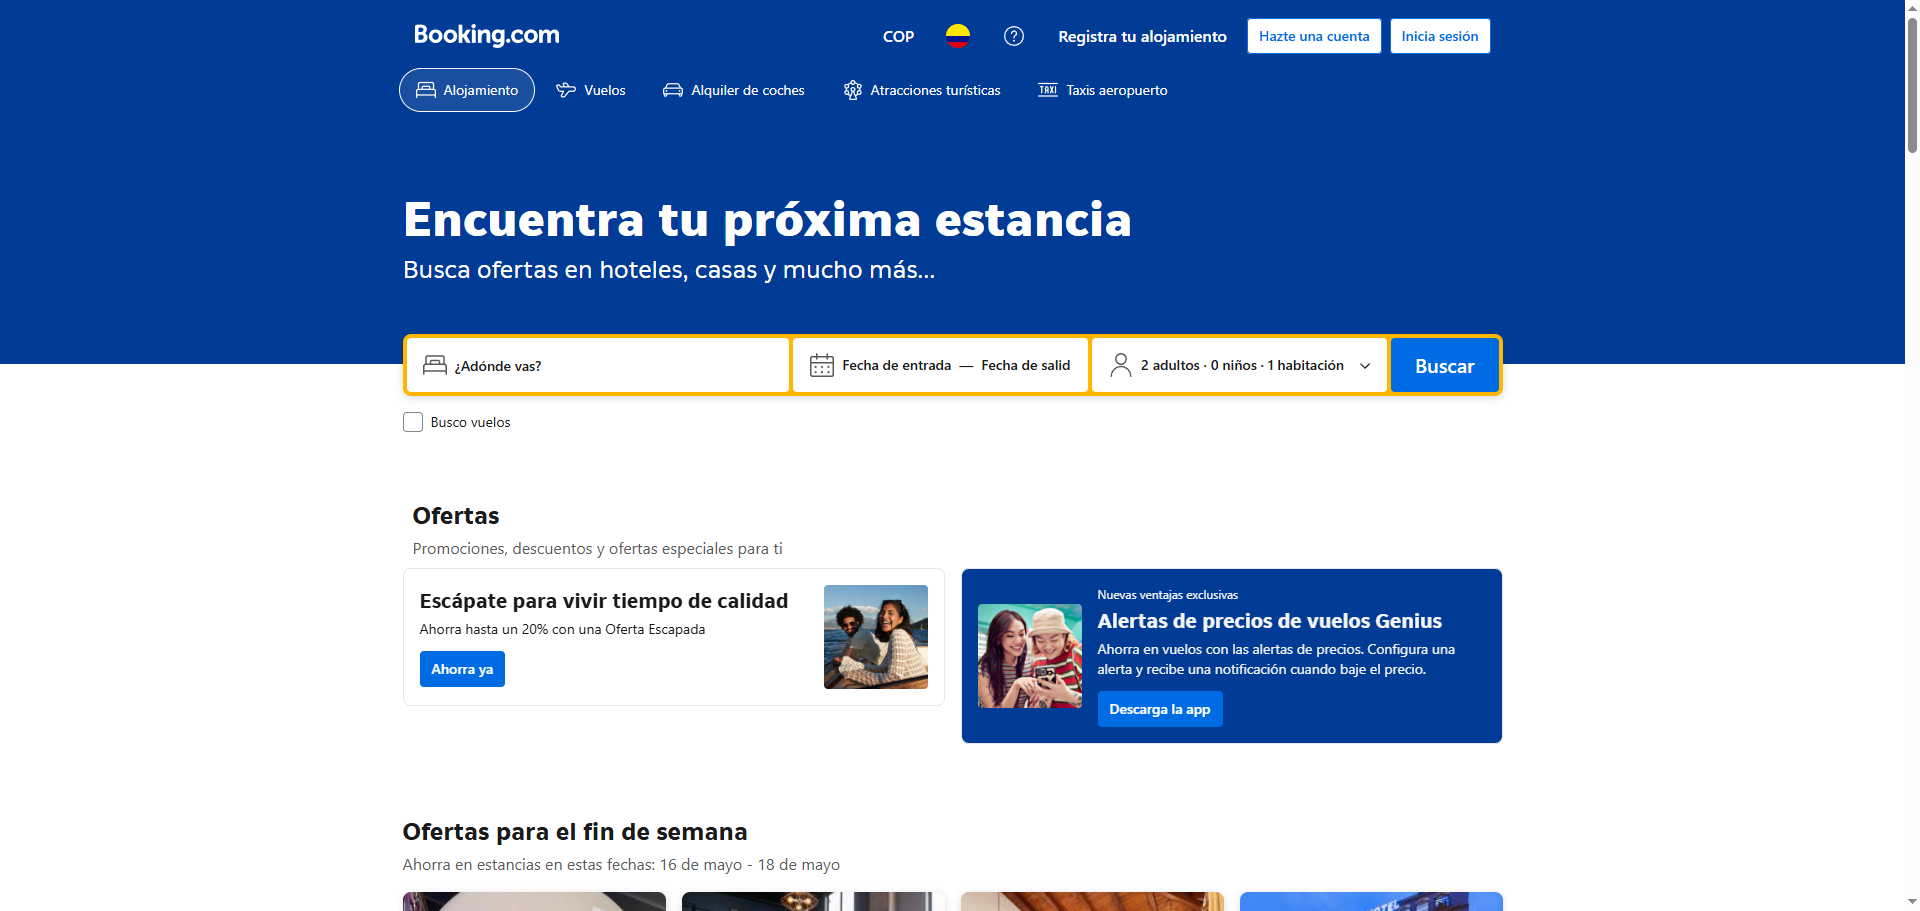 Booking.com
COP
Registra tu alojamiento
Hazte una cuenta
Inicia sesión
Alojamiento
Vuelos
Alquiler de coches
Atracciones turísticas
TAXI
Taxis aeropuerto
Encuentra tu próxima estancia
Busca ofertas en hoteles, casas y mucho más...
¿Adónde vas?
Fecha de entrada — Fecha de salid
2 adultos · 0 niños · 1 habitación
Buscar
Busco vuelos
Ofertas
Promociones, descuentos y ofertas especiales para ti
Escápate para vivir tiempo de calidad
Ahorra hasta un 20% con una Oferta Escapada
Ahorra ya
Nuevas ventajas exclusivas
Alertas de precios de vuelos Genius
Ahorra en vuelos con las alertas de precios. Configura una
alerta y recibe una notificación cuando baje el precio.
Descarga la app
Ofertas para el fin de semana
Ahorra en estancias en estas fechas: 16 de mayo - 18 de mayo
HOTEL